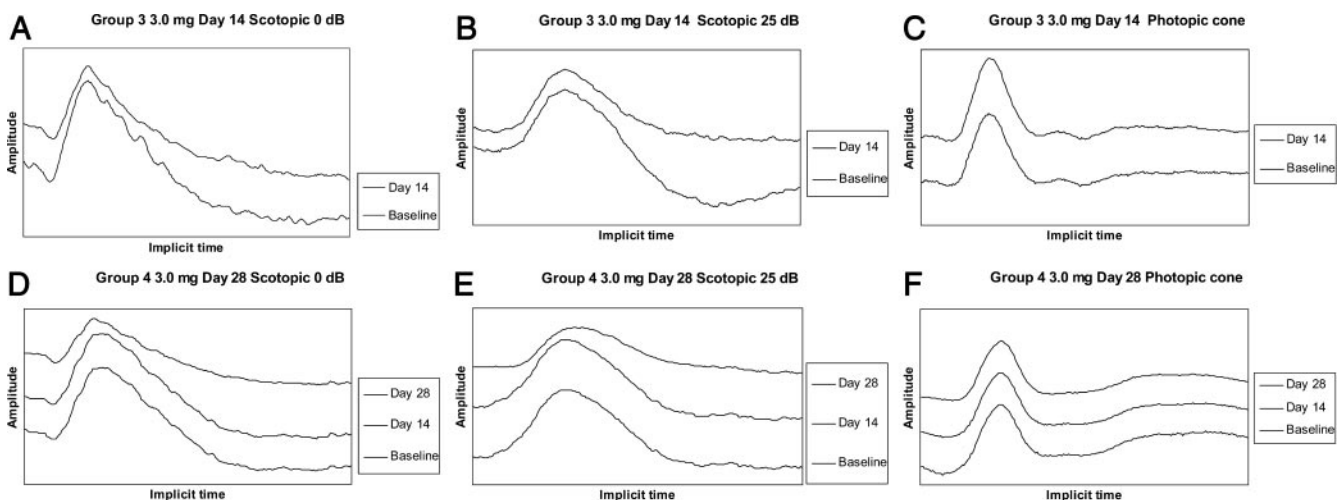 A
Group 3 3.0 mg Day 14 Scotopic 0 dB
Amplitude
Implicit time
Day 14
Baseline
B
Group 3 3.0 mg Day 14 Scotopic 25 dB
Amplitude
Implicit time
Day 14
Baseline
C
Group 3 3.0 mg Day 14 Photopic cone
Amplitude
Implicit time
Day 14
Baseline
D
Group 4 3.0 mg Day 28 Scotopic 0 dB
Amplitude
Implicit time
Day 28
Day 14
Baseline
E
Group 4 3.0 mg Day 28 Scotopic 25 dB
Amplitude
Implicit time
Day 28
Day 14
Baseline
F
Group 4 3.0 mg Day 28 Photopic cone
Amplitude
Implicit time
Day 28
Day 14
Baseline